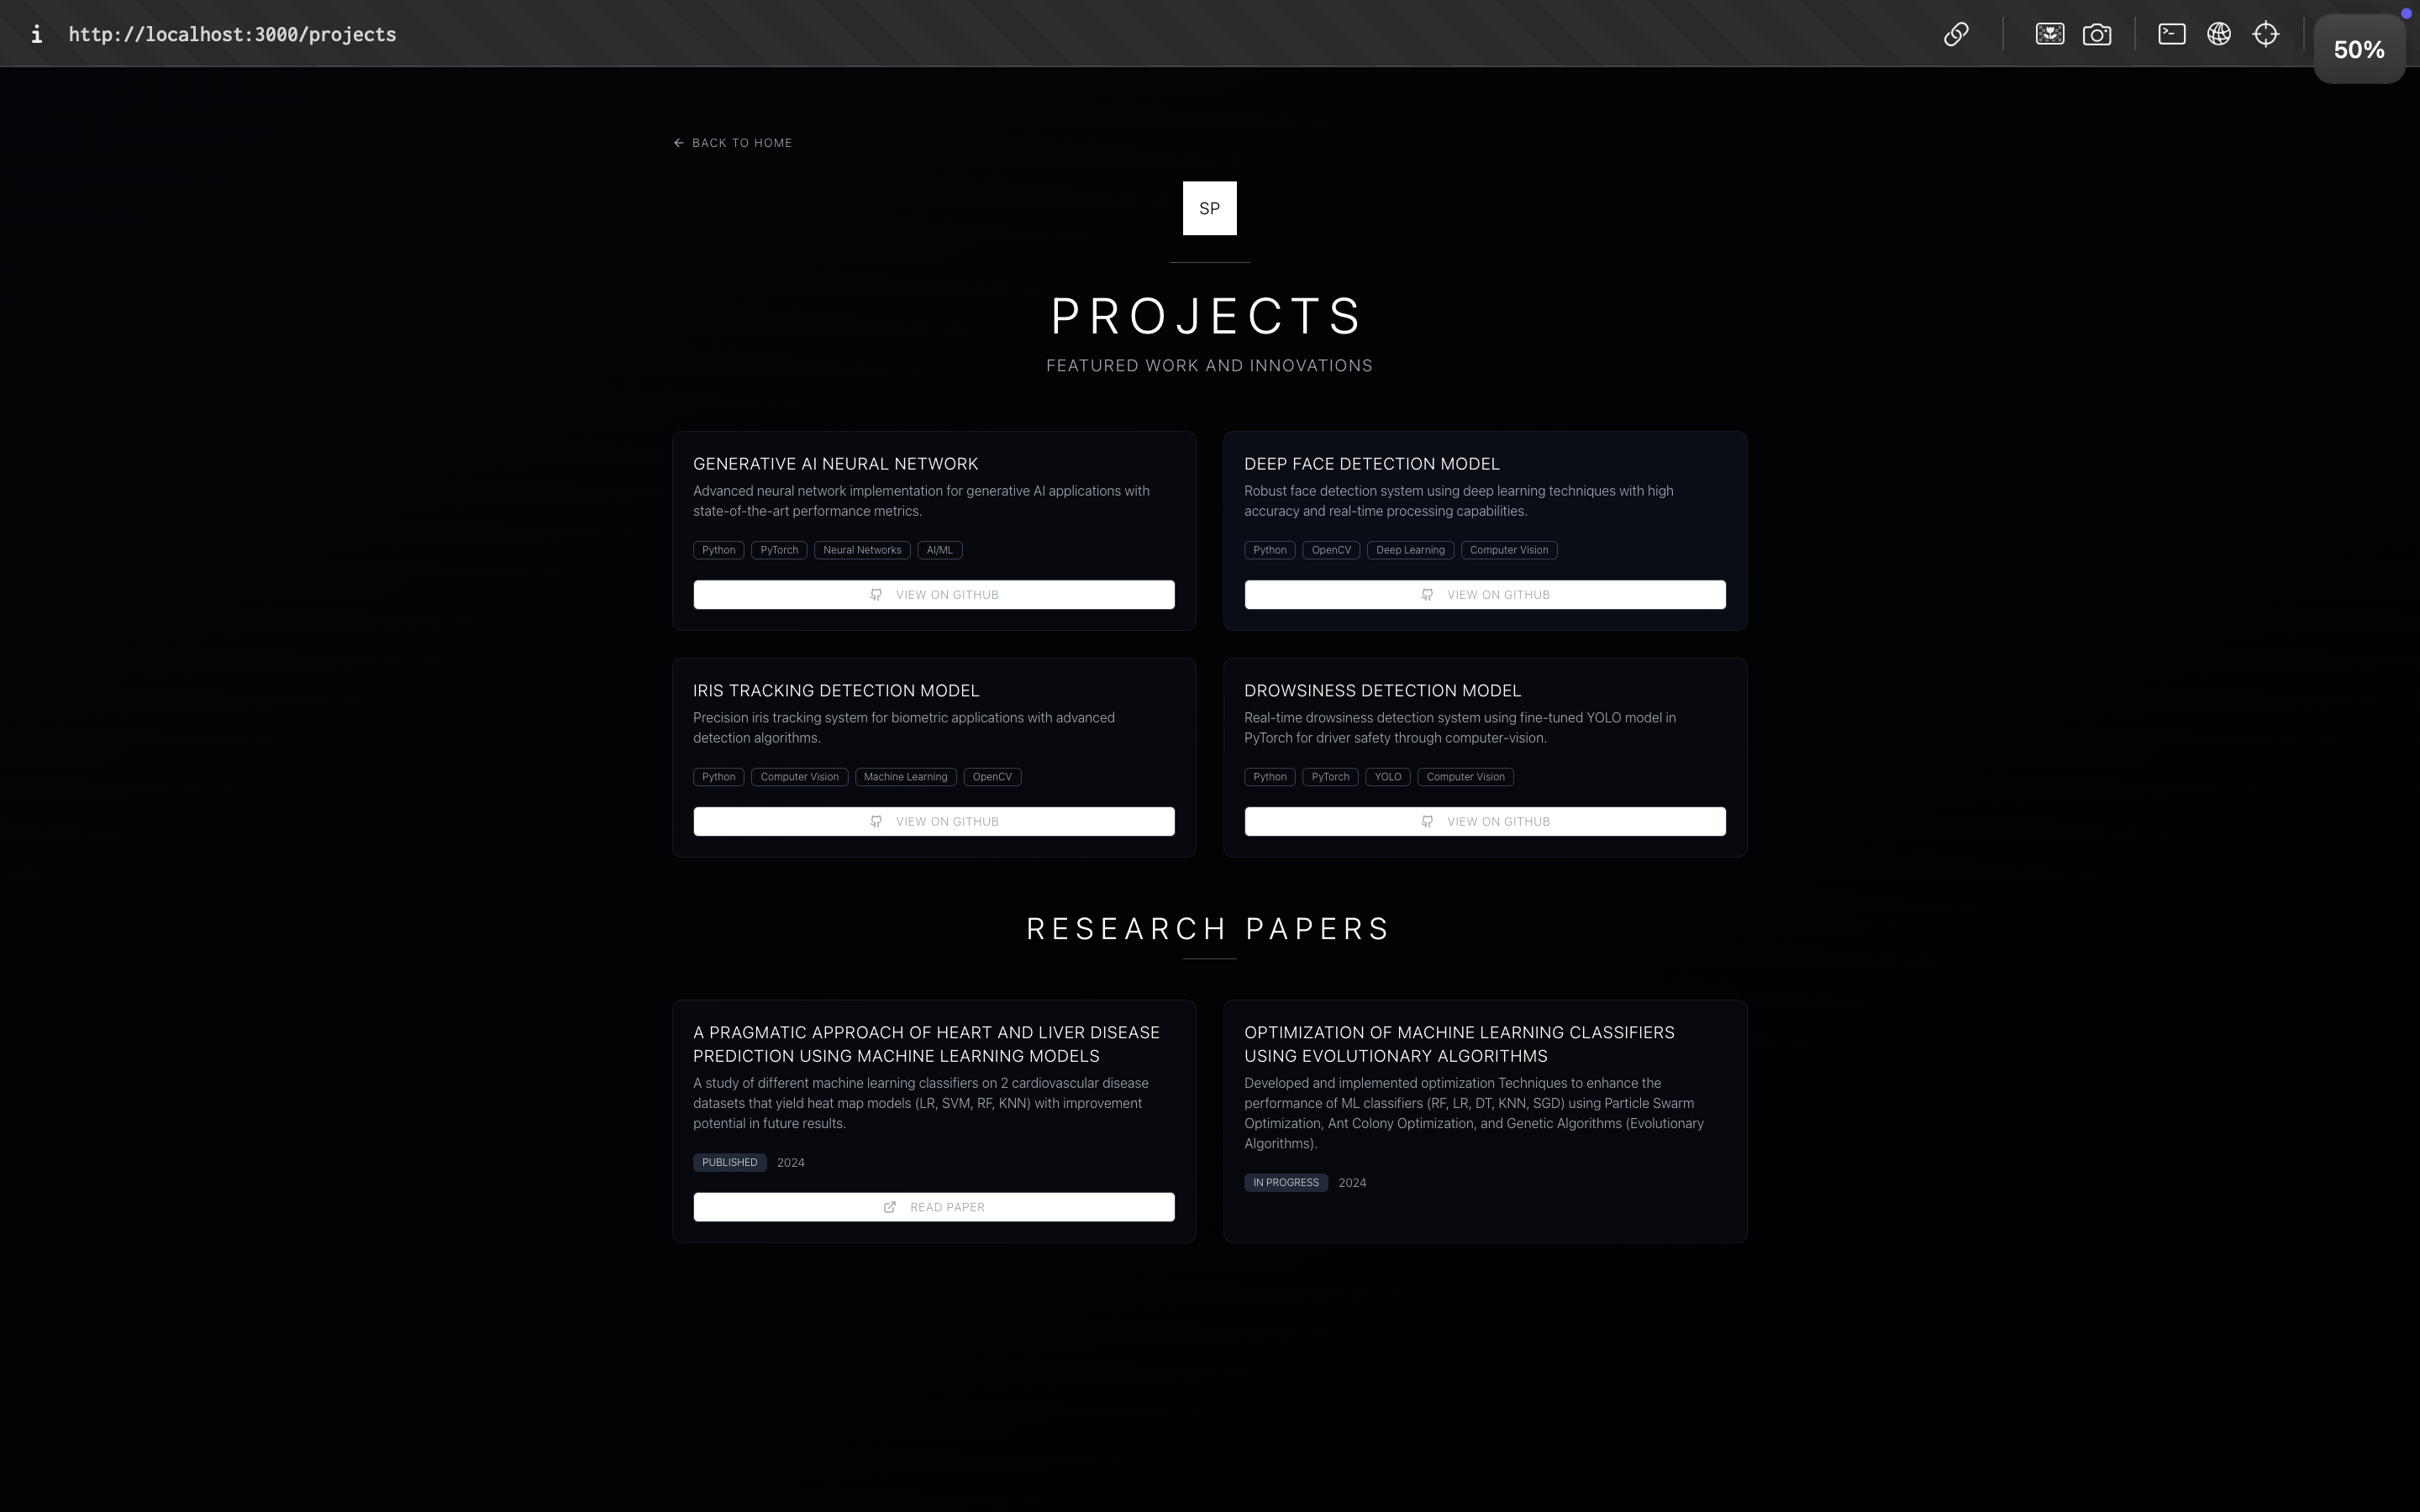 i http://localhost:3000/projects
50%
BACK TO HOME
SP
PROJECTS
FEATURED WORK AND INNOVATIONS
GENERATIVE AI NEURAL NETWORK
Advanced neural network implementation for generative AI applications with
state-of-the-art performance metrics.
Python PyTorch Neural Networks AI/ML
VIEW ON GITHUB
DEEP FACE DETECTION MODEL
Robust face detection system using deep learning techniques with high
accuracy and real-time processing capabilities.
Python OpenCV Deep Learning Computer Vision
VIEW ON GITHUB
IRIS TRACKING DETECTION MODEL
Precision iris tracking system for biometric applications with advanced
detection algorithms.
Python Computer Vision Machine Learning OpenCV
VIEW ON GITHUB
DROWSINESS DETECTION MODEL
Real-time drowsiness detection system using fine-tuned YOLO model in
PyTorch for driver safety through computer-vision.
Python PyTorch YOLO Computer Vision
VIEW ON GITHUB
RESEARCH PAPERS
A PRAGMATIC APPROACH OF HEART AND LIVER DISEASE
PREDICTION USING MACHINE LEARNING MODELS
A study of different machine learning classifiers on 2 cardiovascular disease
datasets that yield heat map models (LR, SVM, RF, KNN) with improvement
potential in future results.
PUBLISHED 2024
READ PAPER
OPTIMIZATION OF MACHINE LEARNING CLASSIFIERS
USING EVOLUTIONARY ALGORITHMS
Developed and implemented optimization Techniques to enhance the
performance of ML classifiers (RF, LR, DT, KNN, SGD) using Particle Swarm
Optimization, Ant Colony Optimization, and Genetic Algorithms (Evolutionary
Algorithms).
IN PROGRESS 2024